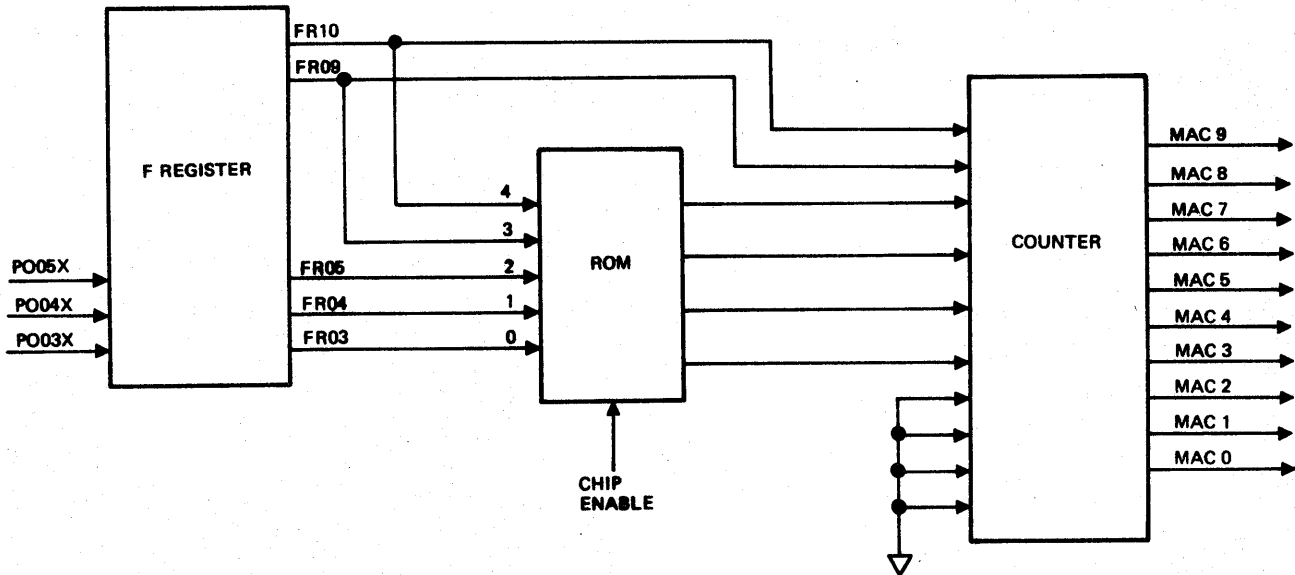 FR10
FR09
F REGISTER
MAC 9
MAC 8
MAC 7
MAC 6
MAC 5
MAC 4
MAC 3
MAC 2
MAC 1
MAC 0
COUNTER
4
3
2
1
0
ROM
PO05X
PO04X
PO03X
FR05
FR04
FR03
CHIP
ENABLE